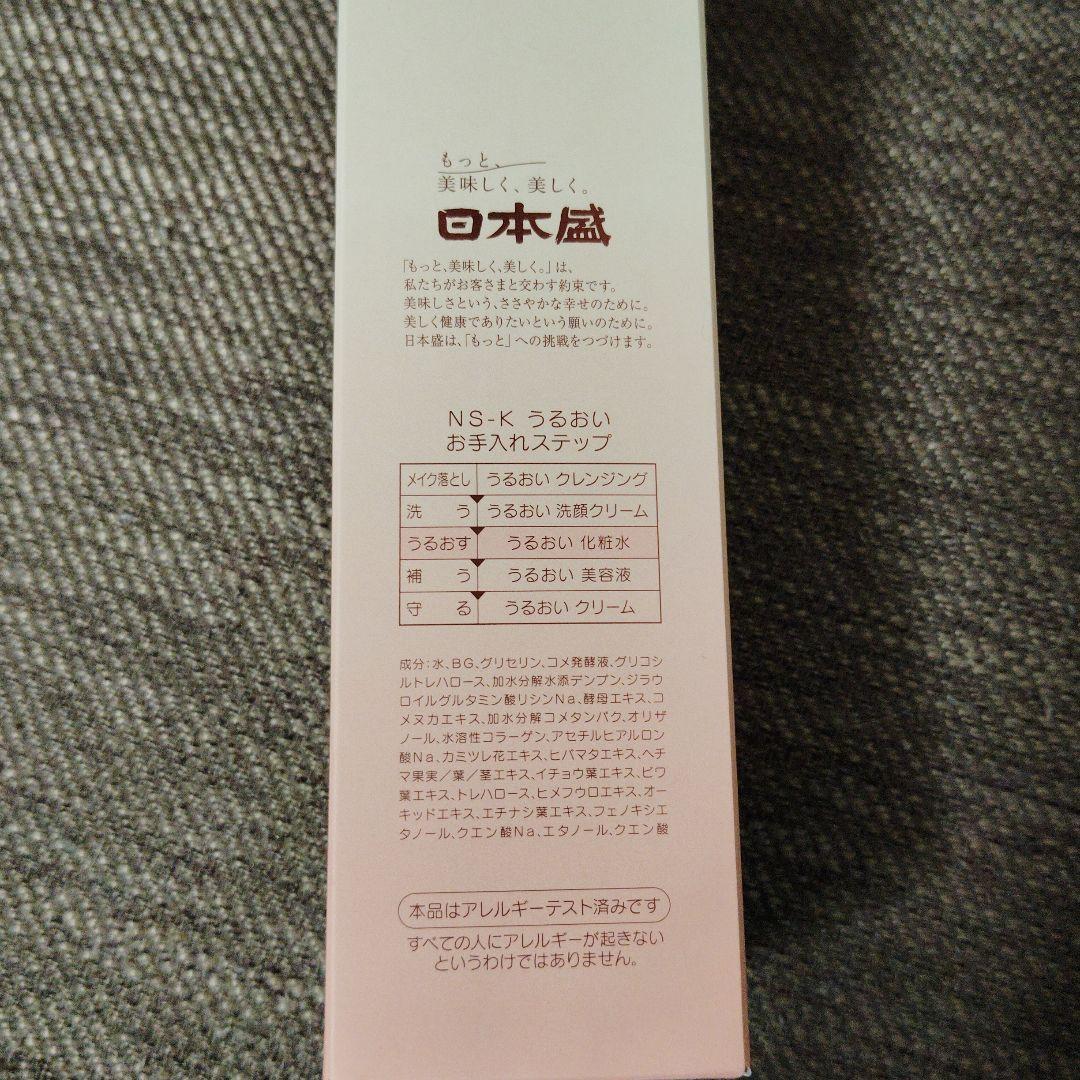 もっと、
美味しく、美しく。
日本盛
「もっと、美味しく、美しく。」は、
私たちがお客さまと交わす約束です。
美味しさという、ささやかな幸せのために。
美しく健康でありたいという願いのために。
日本盛は、「もっと」への挑戦をつづけます。
NS-K うるおい
お手入れステップ
メイク落とし うるおい クレンジング
洗う うるおい 洗顔クリーム
うるおす うるおい 化粧水
補う うるおい 美容液
守る うるおい クリーム
成分：水、BG、グリセリン、コメ発酵液、グリコシ
ルトレハロース、加水分解水添デンプン、ジラウ
ロイルグルタミン酸リシンNa、酵母エキス、コ
メヌカエキス、加水分解コメタンパク、オリザ
ノール、水溶性コラーゲン、アセチルヒアルロン
酸Na、カミツレ花エキス、ヒバマタエキス、ヘチ
マ果実／葉／茎エキス、イチョウ葉エキス、ビワ
葉エキス、トレハロース、ヒメフウロエキス、オー
キッドエキス、エチナシ葉エキス、フェノキシエ
タノール、クエン酸Na、エタノール、クエン酸
本品はアレルギーテスト済みです
すべての人にアレルギーが起きない
というわけではありません。